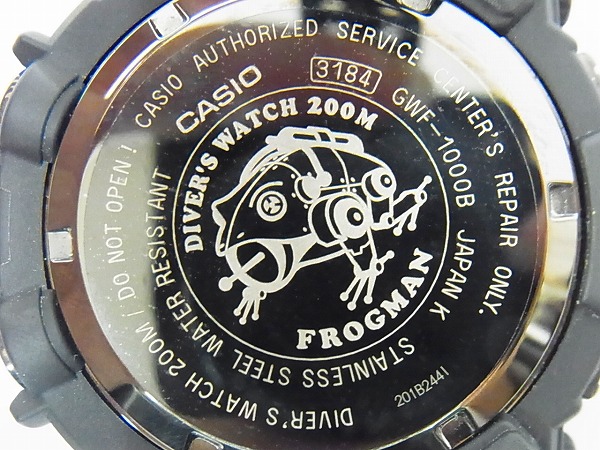 DIVER'S WATCH 200M / DO NOT OPEN ! CASIO AUTHORIZED SERVICE CENTER'S REPAIR ONLY.
CASIO
3184
GWF-1000B JAPAN K
STAINLESS STEEL WATER RESISTANT
DIVER'S WATCH 200M
FROGMAN
201B2441